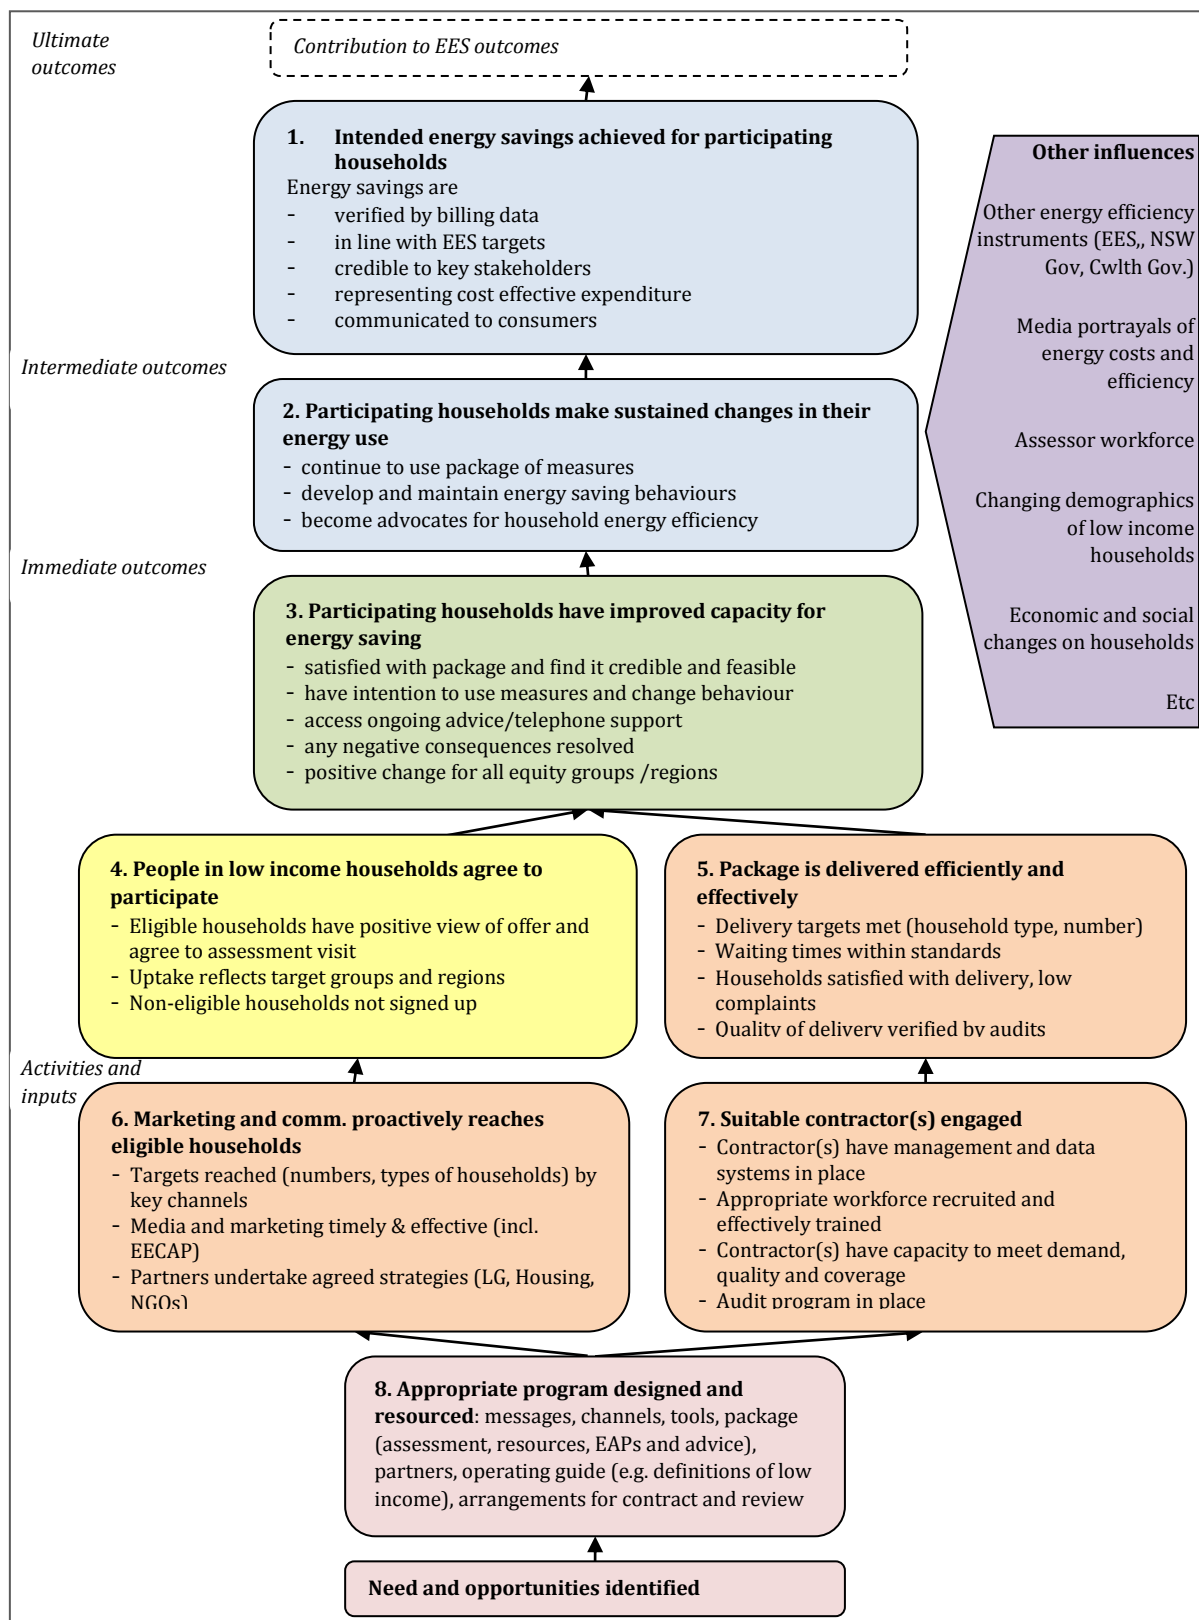 Ultimate
outcomes
Contribution to EES outcomes
1. Intended energy savings achieved for participating
households
Energy savings are
- verified by billing data
- in line with EES targets
- credible to key stakeholders
- representing cost effective expenditure
- communicated to consumers
Other influences
Other energy efficiency
instruments (EES,, NSW
Gov, Cwlth Gov.)
Media portrayals of
energy costs and
efficiency
Assessor workforce
Changing demographics
of low income
households
Economic and social
changes on households
Etc
Intermediate outcomes
2. Participating households make sustained changes in their
energy use
- continue to use package of measures
- develop and maintain energy saving behaviours
- become advocates for household energy efficiency
Immediate outcomes
3. Participating households have improved capacity for
energy saving
- satisfied with package and find it credible and feasible
- have intention to use measures and change behaviour
- access ongoing advice/telephone support
- any negative consequences resolved
- positive change for all equity groups /regions
4. People in low income households agree to
participate
- Eligible households have positive view of offer and
agree to assessment visit
- Uptake reflects target groups and regions
- Non-eligible households not signed up
5. Package is delivered efficiently and
effectively
- Delivery targets met (household type, number)
- Waiting times within standards
- Households satisfied with delivery, low
complaints
- Quality of delivery verified by audits
Activities and
inputs
6. Marketing and comm. proactively reaches
eligible households
- Targets reached (numbers, types of households) by
key channels
- Media and marketing timely & effective (incl.
EECAP)
- Partners undertake agreed strategies (LG, Housing,
NGOs)
7. Suitable contractor(s) engaged
- Contractor(s) have management and data
systems in place
- Appropriate workforce recruited and
effectively trained
- Contractor(s) have capacity to meet demand,
quality and coverage
- Audit program in place
8. Appropriate program designed and
resourced: messages, channels, tools, package
(assessment, resources, EAPs and advice),
partners, operating guide (e.g. definitions of low
income), arrangements for contract and review
Need and opportunities identified